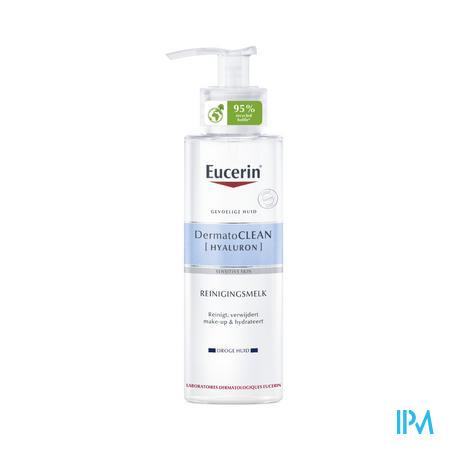 95%
recycled
bottle*
Eucerin®
GEVOELIGE HUID
DermatoCLEAN
[ HYALURON ]
SENSITIVE SKIN
REINIGINGSMELK
Reinigt, verwijdert
make-up & hydrateert
DROGE HUID
LABORATOIRES DERMATOLOGIQUES EUCERIN
IPM